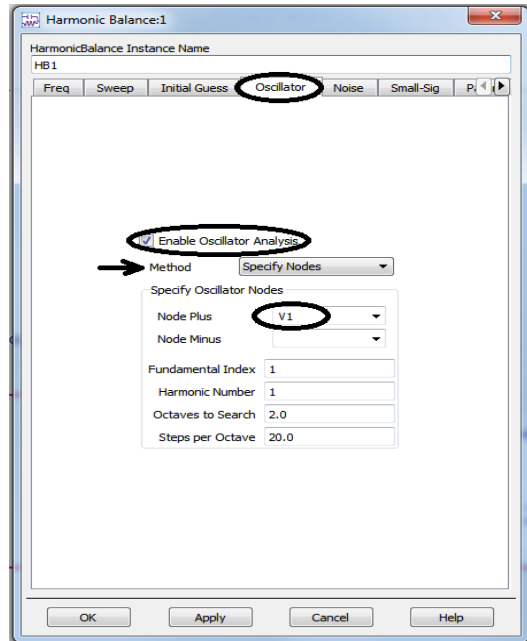 Harmonic Balance:1
HarmonicBalance Instance Name
HB1
Freq Sweep Initial Guess Oscillator Noise Small-Sig
Enable Oscillator Analysis
Method Specify Nodes
Specify Oscillator Nodes
Node Plus V1
Node Minus
Fundamental Index 1
Harmonic Number 1
Octaves to Search 2.0
Steps per Octave 20.0
OK Apply Cancel Help